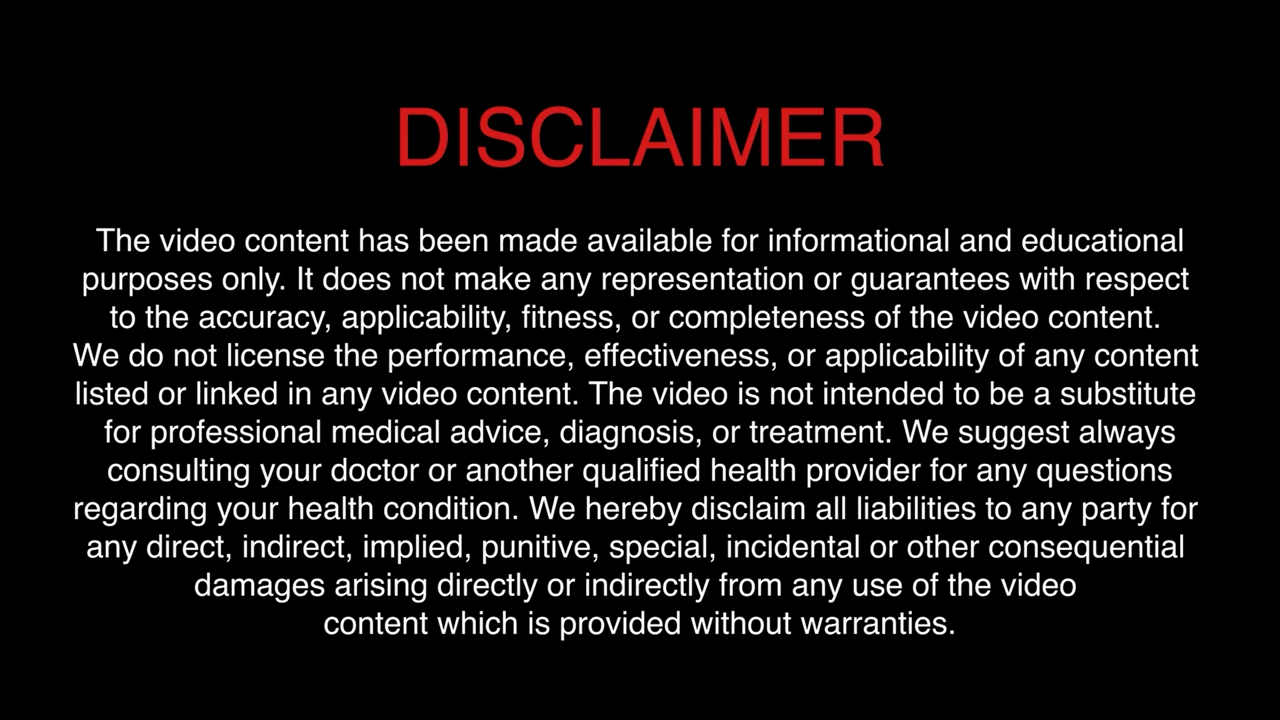 DISCLAIMER
The video content has been made available for informational and educational
purposes only. It does not make any representation or guarantees with respect
to the accuracy, applicability, fitness, or completeness of the video content.
We do not license the performance, effectiveness, or applicability of any content
listed or linked in any video content. The video is not intended to be a substitute
for professional medical advice, diagnosis, or treatment. We suggest always
consulting your doctor or another qualified health provider for any questions
regarding your health condition. We hereby disclaim all liabilities to any party for
any direct, indirect, implied, punitive, special, incidental or other consequential
damages arising directly or indirectly from any use of the video
content which is provided without warranties.